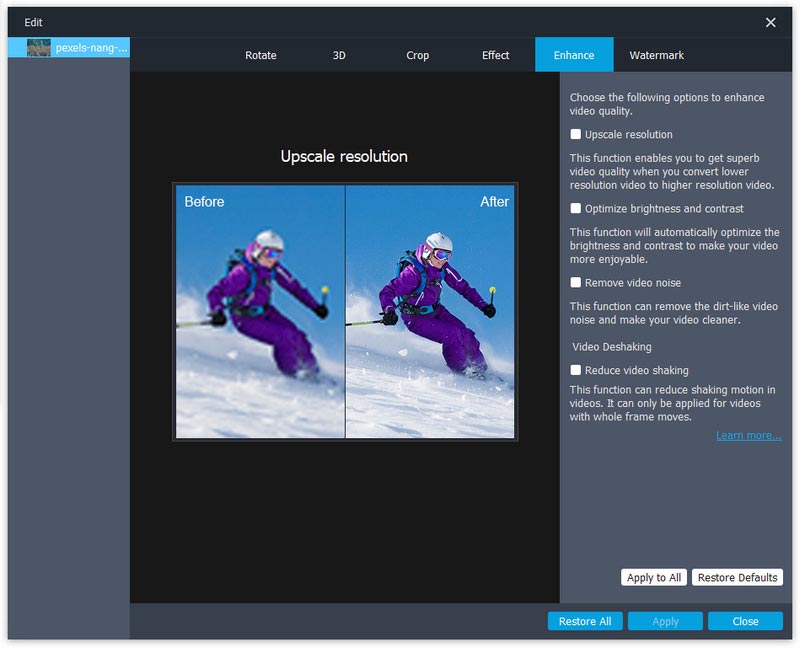 Edit
pexels-nang-...
Rotate
3D
Crop
Effect
Enhance
Watermark
Upscale resolution
Before
After
Choose the following options to enhance
video quality.
Upscale resolution
This function enables you to get superb
video quality when you convert lower
resolution video to higher resolution video.
Optimize brightness and contrast
This function will automatically optimize the
brightness and contrast to make your video
more enjoyable.
Remove video noise
This function can remove the dirt-like video
noise and make your video cleaner.
Video Deshaking
Reduce video shaking
This function can reduce shaking motion in
videos. It can only be applied for videos
with whole frame moves.
Learn more...
Apply to All
Restore Defaults
Restore All
Apply
Close